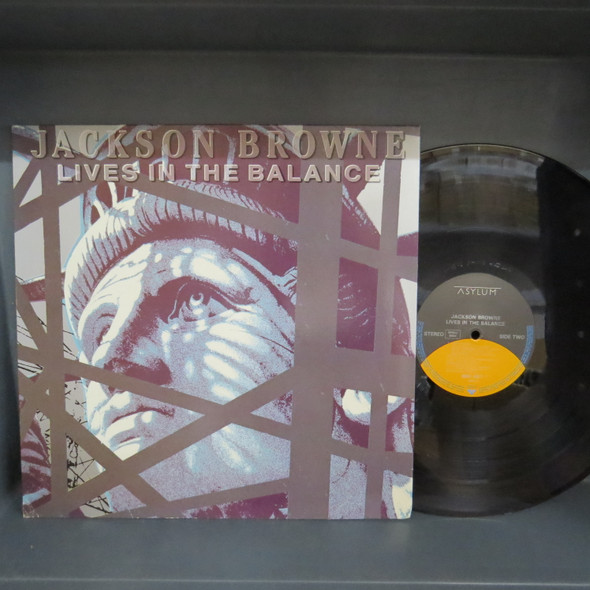 JACKSON BROWNE
LIVES IN THE BALANCE
ASYLUM
JACKSON BROWNE
LIVES IN THE BALANCE
STEREO
SIDE TWO